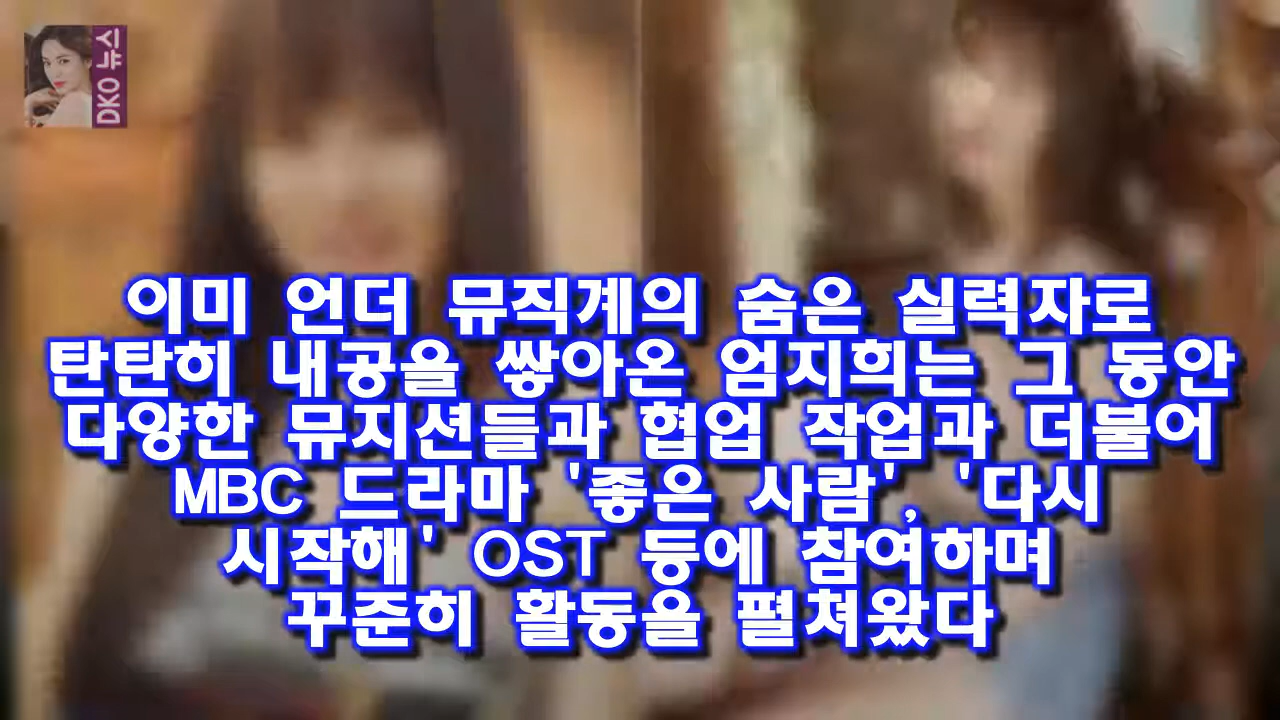 DKO 뉴스
이미 언더 뮤직계의 숨은 실력자로
탄탄히 내공을 쌓아온 엄지희는 그 동안
다양한 뮤지션들과 협업 작업과 더불어
MBC 드라마 '좋은 사람', '다시
시작해' OST 등에 참여하며
꾸준히 활동을 펼쳐왔다